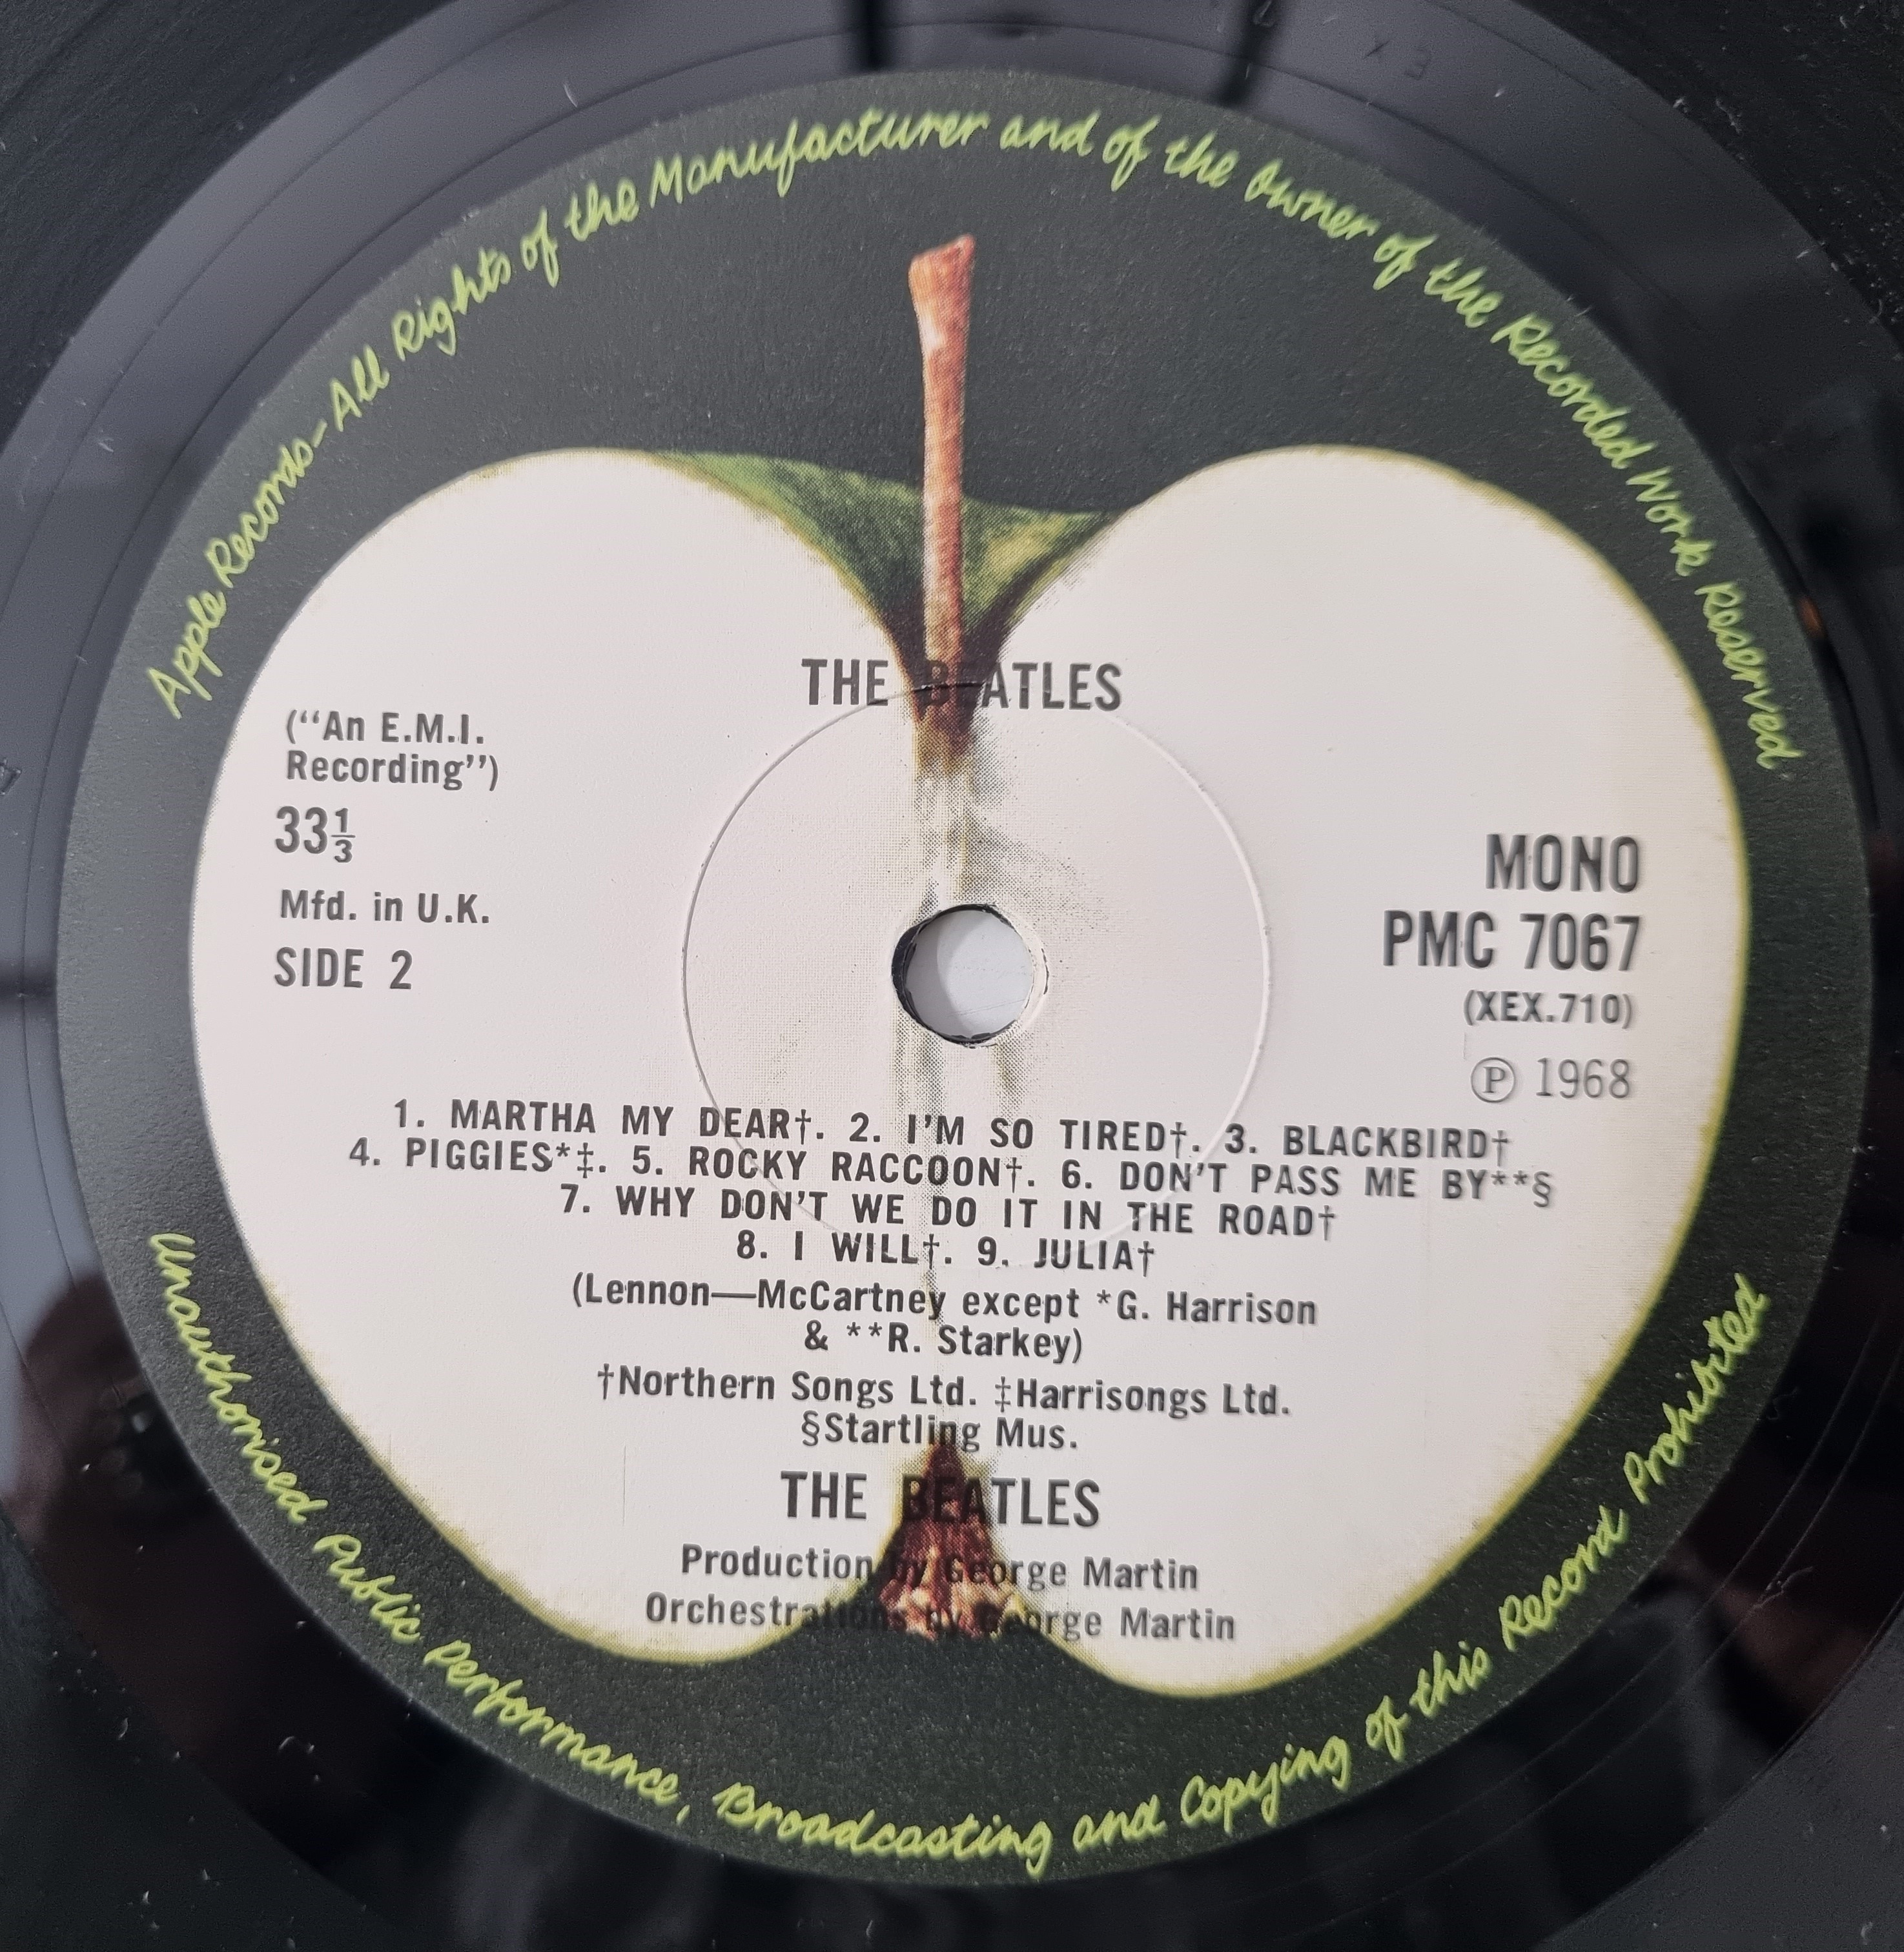 Apple Records - All Rights of the Manufacturer and of the Owner of the Recorded Work Reserved
THE BEATLES
(“An E.M.I.
Recording”)
33⅓
Mfd. in U.K.
SIDE 2
MONO
PMC 7067
(XEX.710)
℗ 1968
1. MARTHA MY DEAR†. 2. I'M SO TIRED†. 3. BLACKBIRD†
4. PIGGIES*‡. 5. ROCKY RACCOON†. 6. DON'T PASS ME BY**§
7. WHY DON'T WE DO IT IN THE ROAD†
8. I WILL†. 9. JULIA†
(Lennon—McCartney except *G. Harrison
& **R. Starkey)
†Northern Songs Ltd. ‡Harrisongs Ltd.
§Startling Mus.
THE BEATLES
Production by George Martin
Orchestrations by George Martin
Unauthorised Public Performance, Broadcasting and Copying of this Record Prohibited